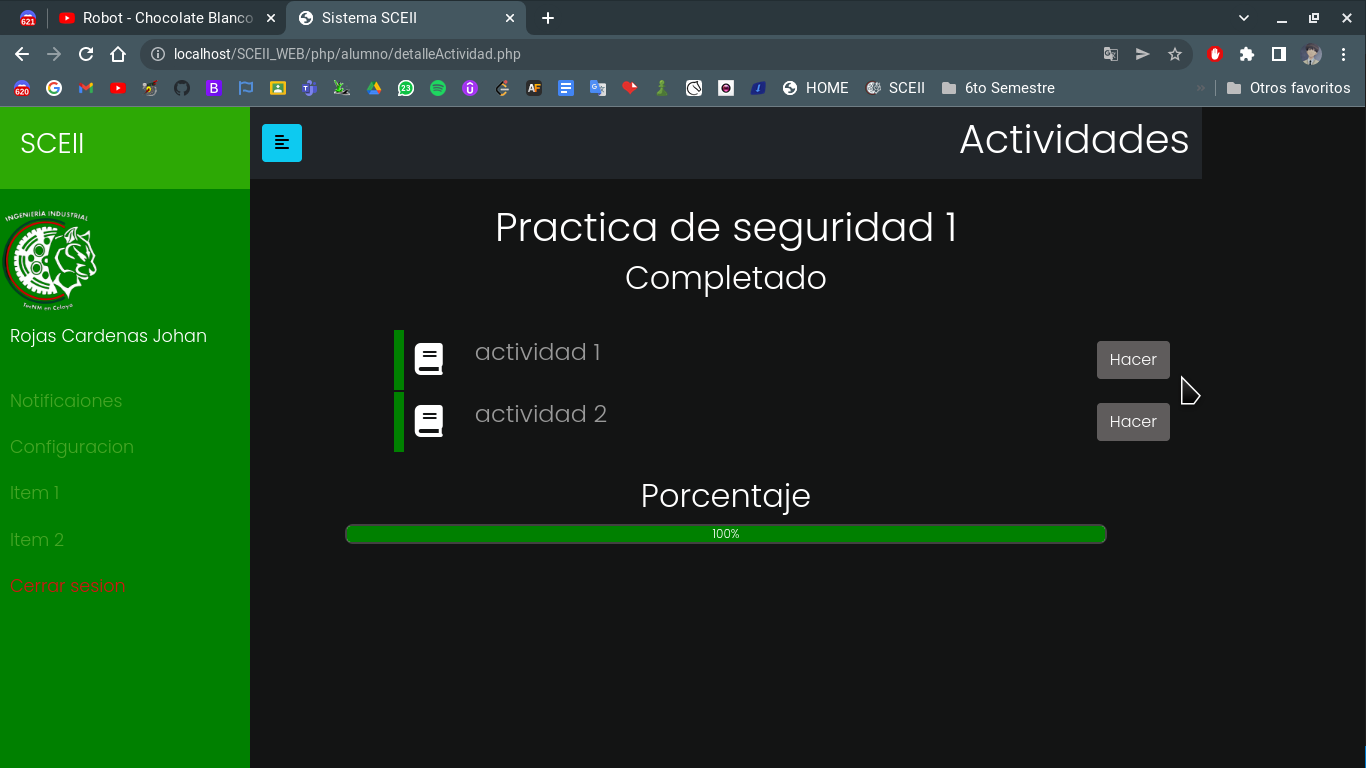 621
Robot - Chocolate Blanco
Sistema SCEII
localhost/SCEII_WEB/php/alumno/detalleActividad.php
620
23
AF
HOME
SCEII
6to Semestre
Otros favoritos
SCEII
Actividades
INGENIERIA INDUSTRIAL
TecNM en Celaya
Rojas Cardenas Johan
Notificaiones
Configuracion
Item 1
Item 2
Cerrar sesion
Practica de seguridad 1
Completado
actividad 1
Hacer
actividad 2
Hacer
Porcentaje
100%